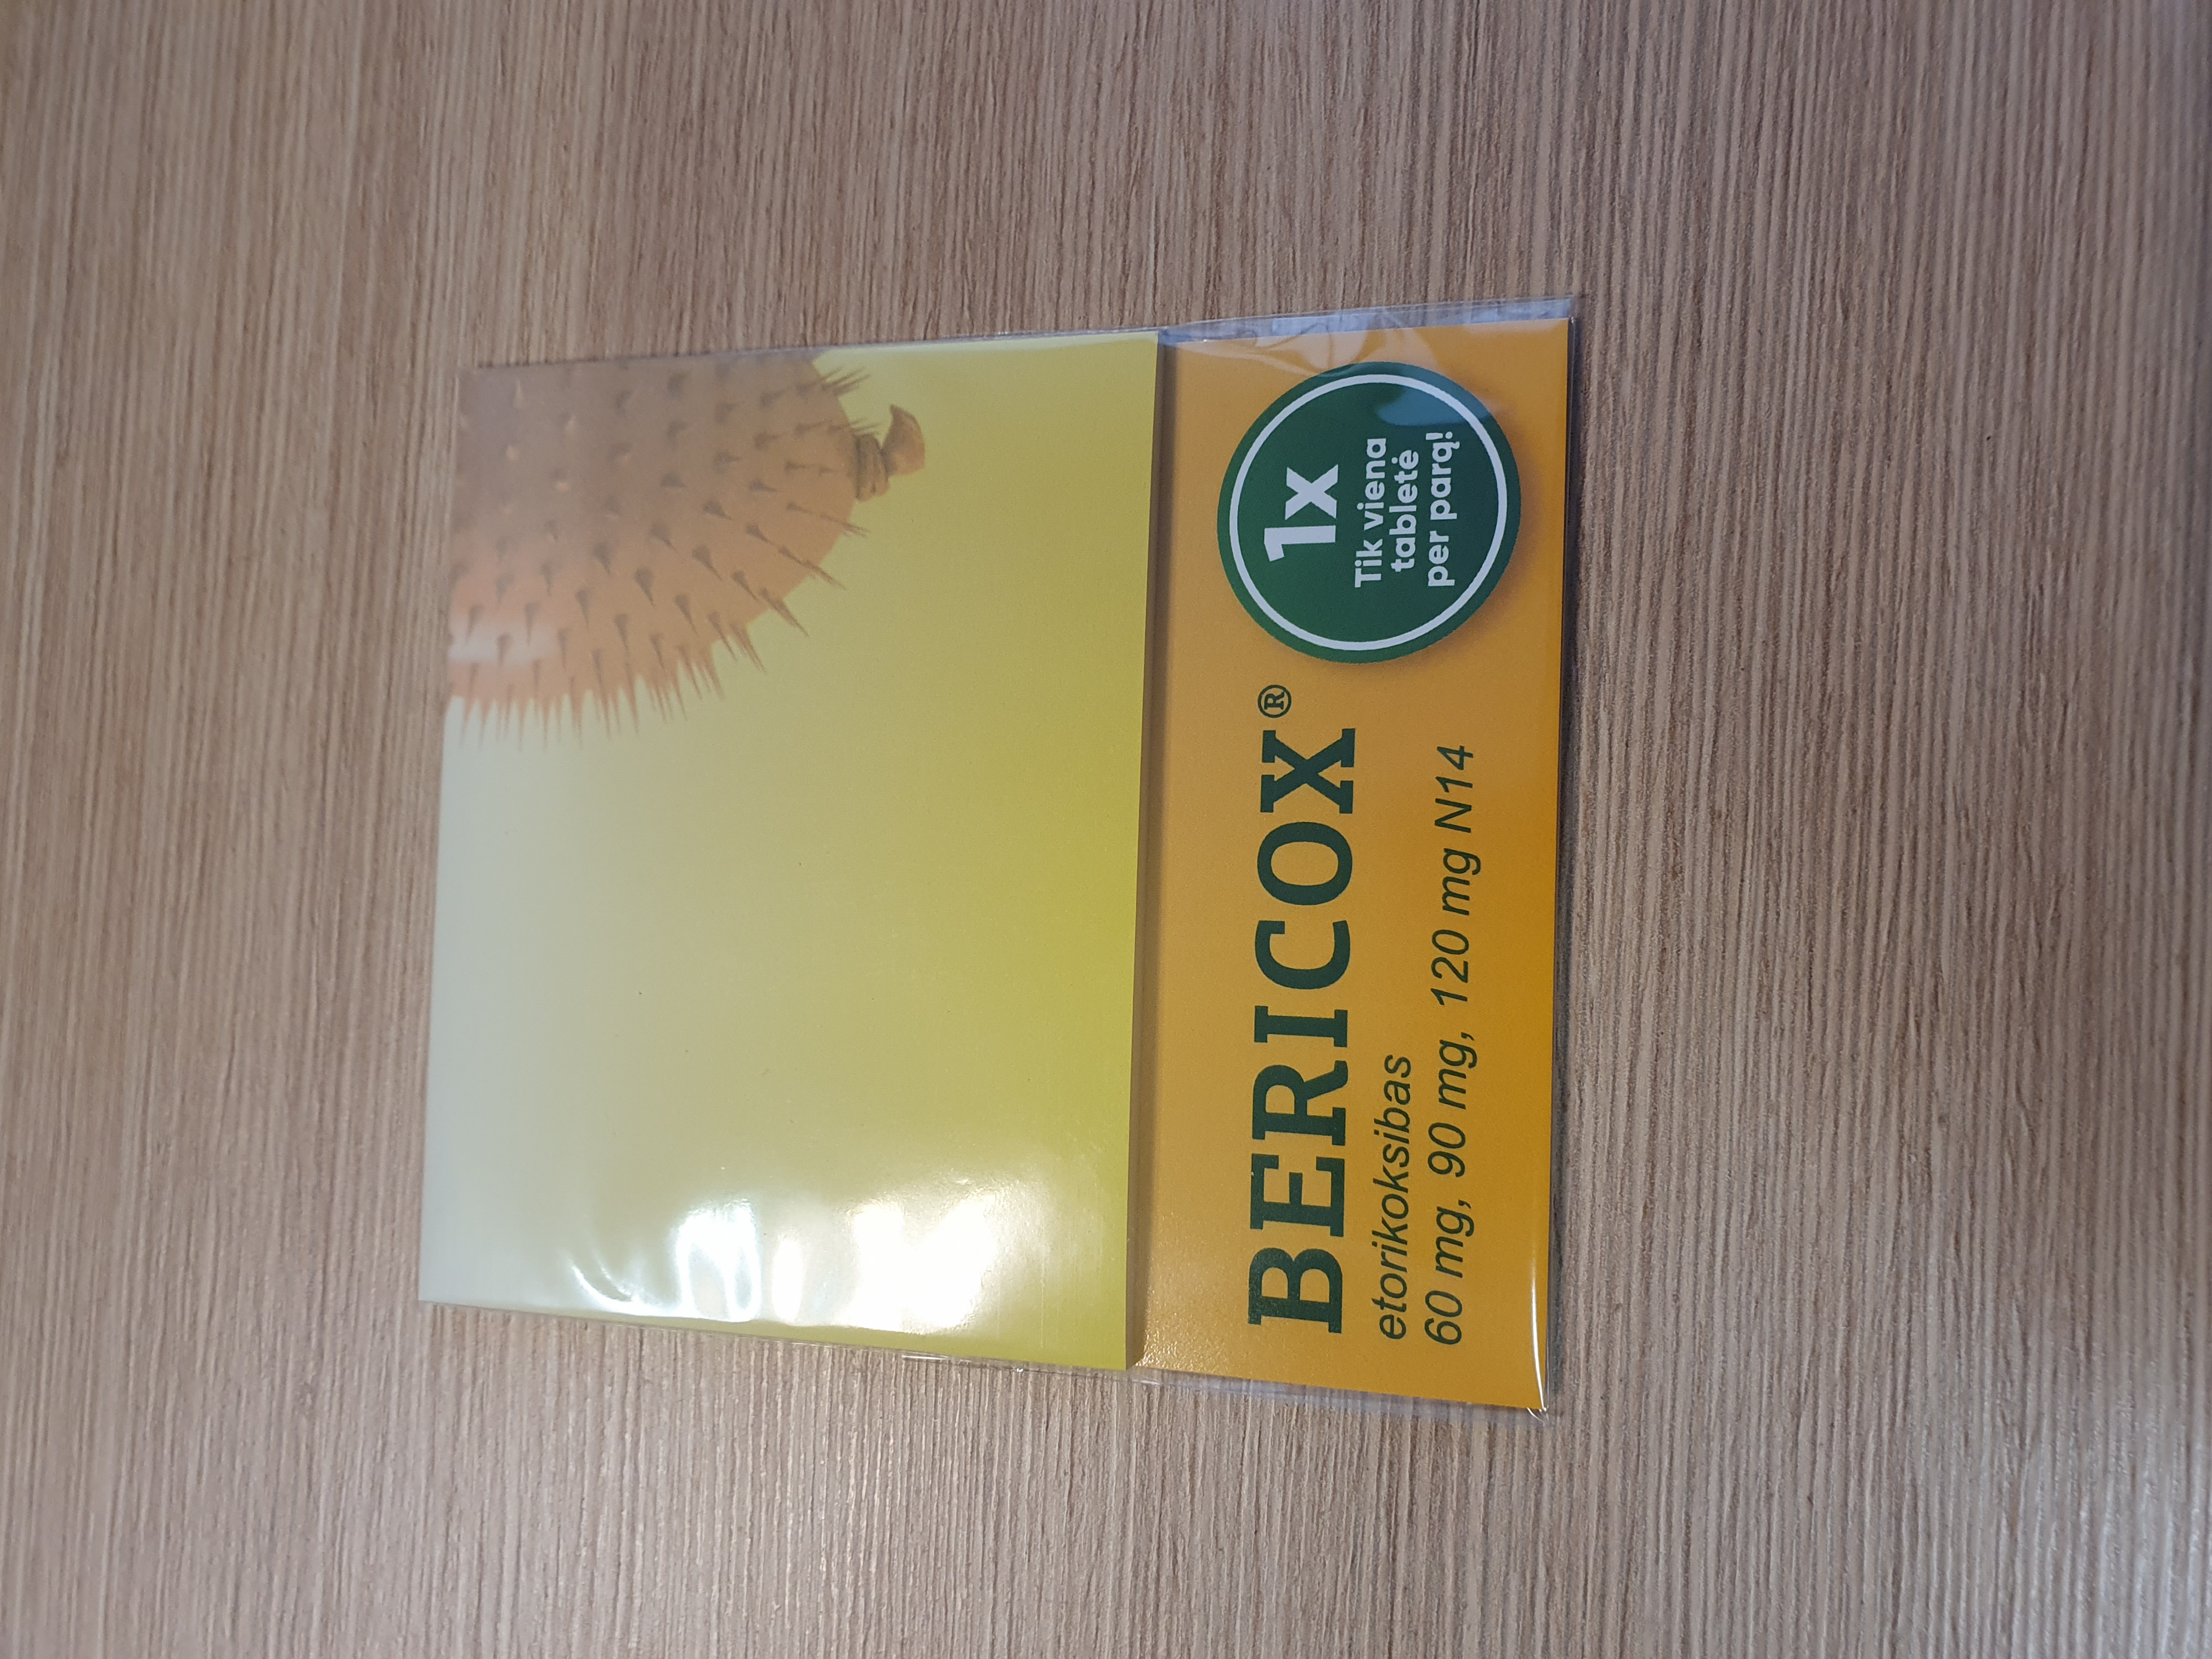 BERICOX®
etorikoksibas
60 mg, 90 mg, 120 mg N14
1x
Tik viena
tabletė
per parą!